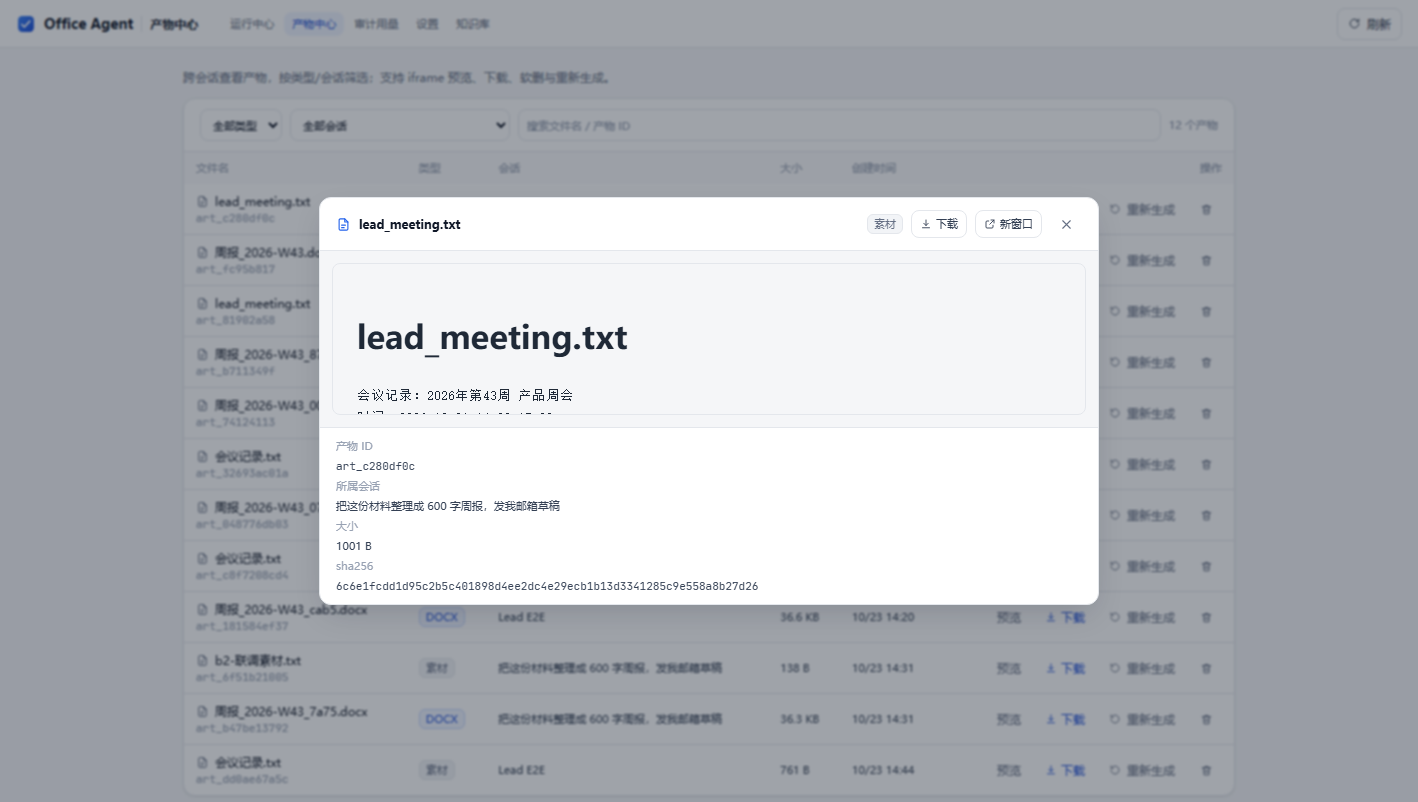 Office Agent 产物中心 运行中心 产物中心 审计用量 设置 知识库 刷新
跨会话查看产物，按类型/会话筛选；支持 iframe 预览、下载、软删与重新生成。
全部类型 全部会话 搜索文件名 / 产物 ID 12 个产物
文件名 类型 会话 大小 创建时间 操作
lead_meeting.txt 重新生成
art_c280df0c
周报_2026-W43.do 重新生成
art_fc95b817
lead_meeting.txt 重新生成
art_81982a58
周报_2026-W43_8 重新生成
art_b711349f
周报_2026-W43_0 重新生成
art_74124113
会议记录.txt 重新生成
art_32693ac01a
周报_2026-W43_0 重新生成
art_848776db03
会议记录.txt 重新生成
art_c8f7208cd4
周报_2026-W43_cab5.docx DOCX Lead E2E 36.6 KB 10/23 14:20 预览 下载 重新生成
art_181584ef37
b2-联调素材.txt 素材 把这份材料整理成 600 字周报，发我邮箱草稿 138 B 10/23 14:31 预览 下载 重新生成
art_6f51b21005
周报_2026-W43_7a75.docx DOCX 把这份材料整理成 600 字周报，发我邮箱草稿 36.3 KB 10/23 14:31 预览 下载 重新生成
art_b47be13792
会议记录.txt 素材 Lead E2E 761 B 10/23 14:44 预览 下载 重新生成
art_dd0ae67a5c
lead_meeting.txt 素材 下载 新窗口
lead_meeting.txt
会议记录：2026年第43周 产品周会
产物 ID
art_c280df0c
所属会话
把这份材料整理成 600 字周报，发我邮箱草稿
大小
1001 B
sha256
6c6e1fcdd1d95c2b5c401898d4ee2dc4e29ecb1b13d3341285c9e558a8b27d26